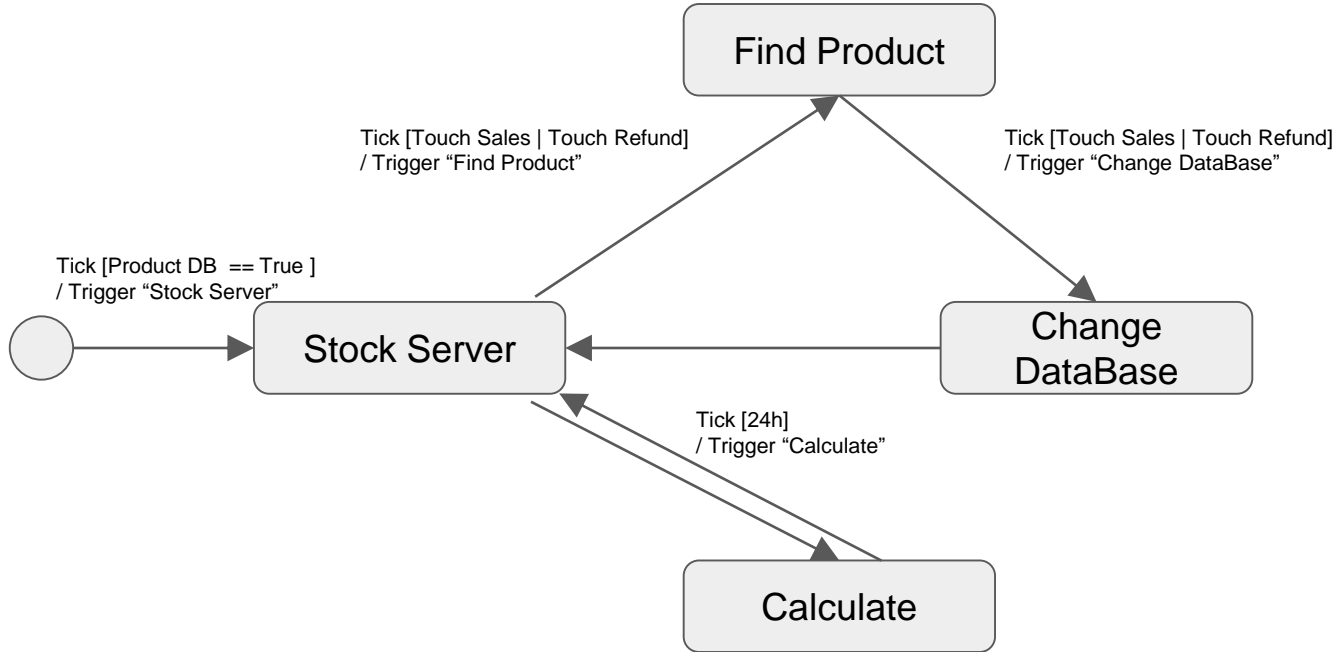 Find Product
Tick [Touch Sales | Touch Refund]
/ Trigger “Find Product”
Tick [Touch Sales | Touch Refund]
/ Trigger “Change DataBase”
Tick [Product DB  == True ]
/ Trigger “Stock Server”
Stock Server
Change
DataBase
Tick [24h]
/ Trigger “Calculate”
Calculate